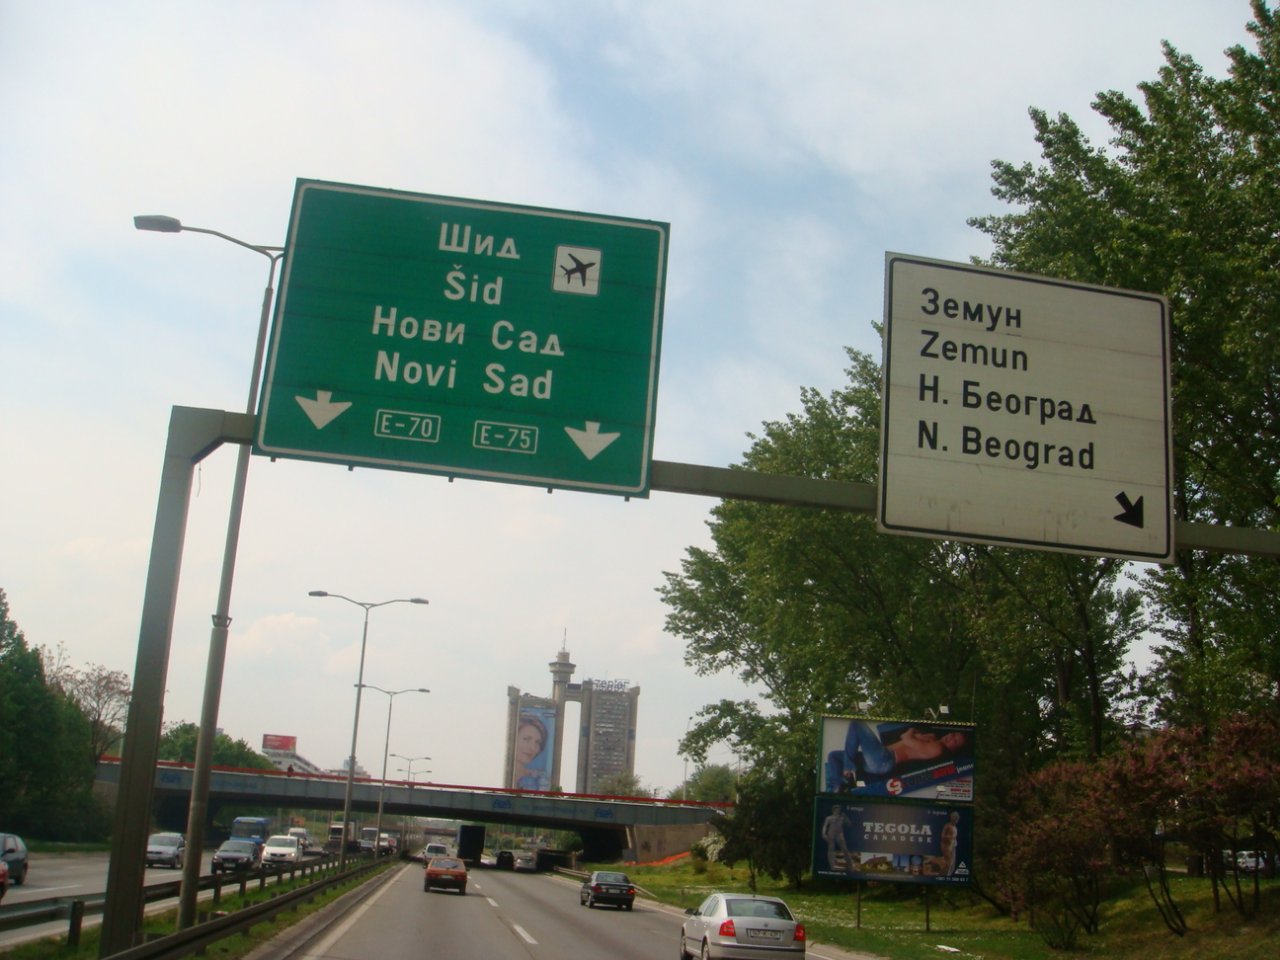 Шид
Šid
Нови Сад
Novi Sad
E-70 E-75
Земун
Zemun
Н. Београд
N. Beograd
TEGOLA
CANADESE